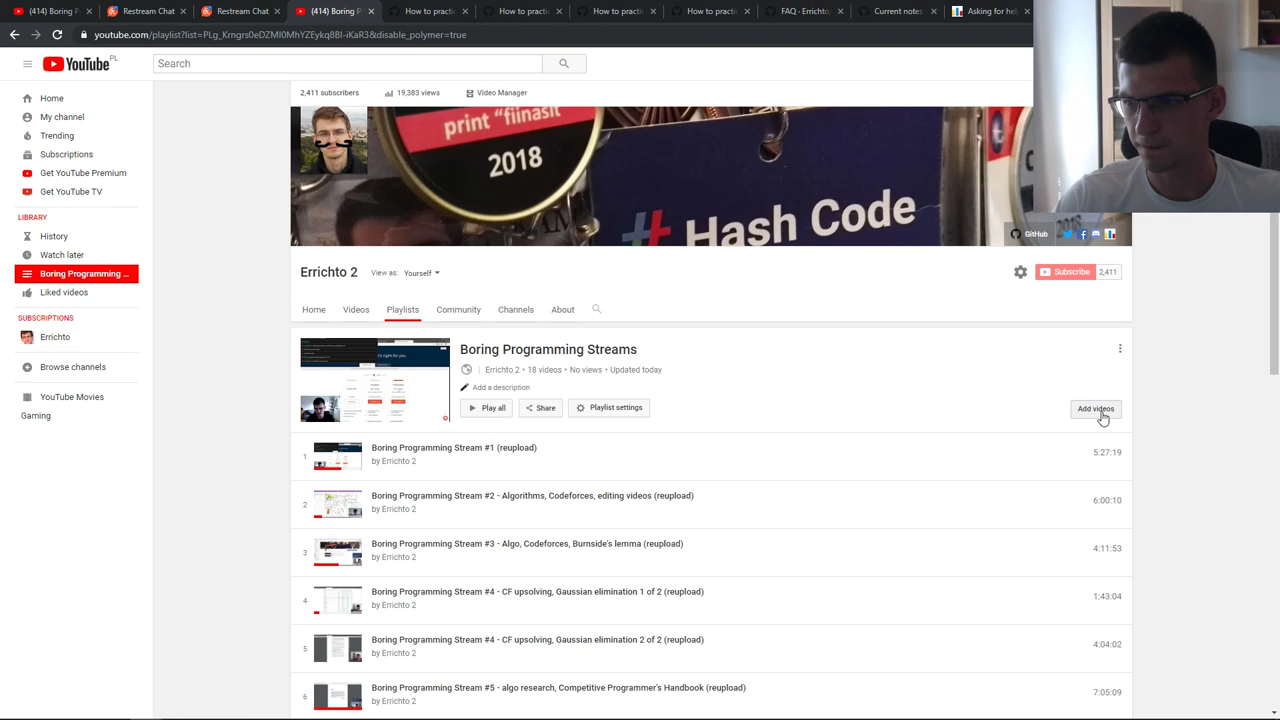 (414) Boring P
Restream Chat
Restream Chat
(414) Boring P
How to practi
How to practi
How to practi
How to practi
FAQ - Errichto
Current notes
Asking for he
youtube.com/playlist?list=PLg_Krngrs0eDZMI0MhYZEykq8BI-iKaR3&disable_polymer=true
YouTube PL
Search
Home
My channel
Trending
Subscriptions
Get YouTube Premium
Get YouTube TV
LIBRARY
History
Watch later
Boring Programming ...
Liked videos
SUBSCRIPTIONS
Errichto
Browse channels
YouTube Movies
Gaming
2,411 subscribers
19,383 views
Video Manager
print "fiinasit
2018
# Hash Code
GitHub
Errichto 2
View as: Yourself
Subscribe 2,411
Home
Videos
Playlists
Community
Channels
About
Boring Programming Streams
Errichto 2 • 18 videos • No views • Updated today
Add a description
Play all
Share
Playlist settings
Add videos
1
Boring Programming Stream #1 (reupload)
by Errichto 2
5:27:19
2
Boring Programming Stream #2 - Algorithms, Codeforces, editing videos (reupload)
by Errichto 2
6:00:10
3
Boring Programming Stream #3 - Algo, Codeforces, Burnside's lemma (reupload)
by Errichto 2
4:11:53
4
Boring Programming Stream #4 - CF upsolving, Gaussian elimination 1 of 2 (reupload)
by Errichto 2
1:43:04
5
Boring Programming Stream #4 - CF upsolving, Gaussian elimination 2 of 2 (reupload)
by Errichto 2
4:04:02
6
Boring Programming Stream #5 - algo research, Competitive Programmer's Handbook (reupload)
by Errichto 2
7:05:09